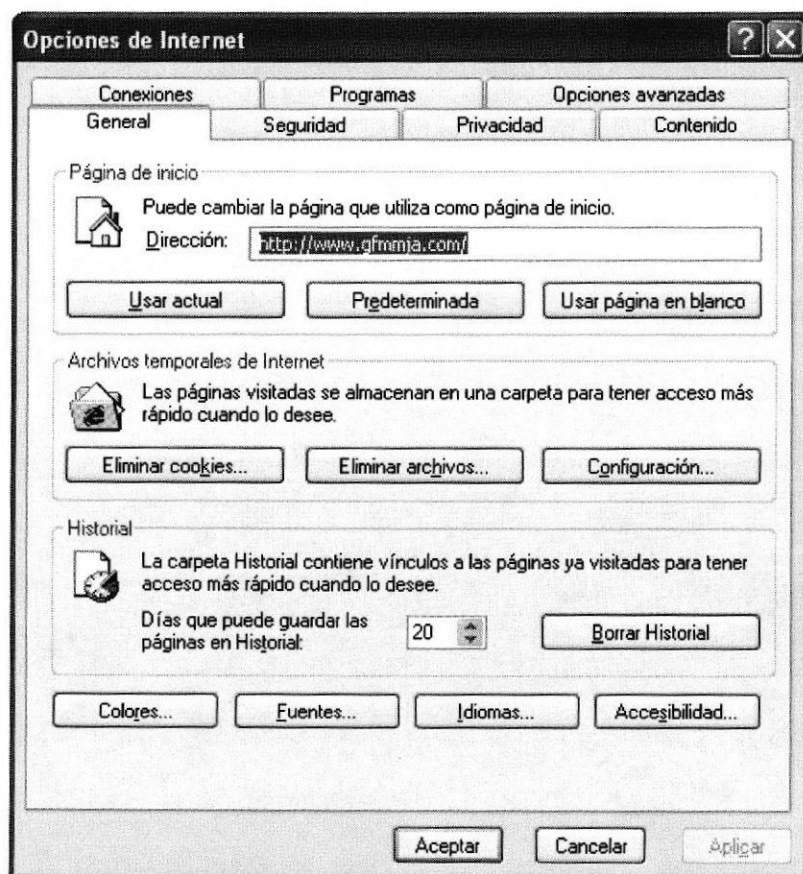 Opciones de Internet
Conexiones Programas Opciones avanzadas
General Seguridad Privacidad Contenido
Página de inicio
Puede cambiar la página que utiliza como página de inicio.
Dirección: http://www.gfmmja.com/
Usar actual Predeterminada Usar página en blanco
Archivos temporales de Internet
Las páginas visitadas se almacenan en una carpeta para tener acceso más
rápido cuando lo desee.
Eliminar cookies... Eliminar archivos... Configuración...
Historial
La carpeta Historial contiene vínculos a las páginas ya visitadas para tener
acceso más rápido cuando lo desee.
Días que puede guardar las
páginas en Historial: 20 Borrar Historial
Colores... Fuentes... Idiomas... Accesibilidad...
Aceptar Cancelar Aplicar